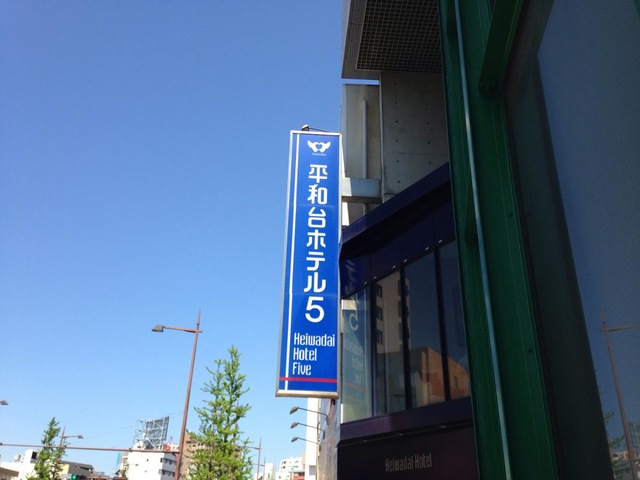 平和台ホテル5
Heiwadai
Hotel
Five
Heiwadai Hotel